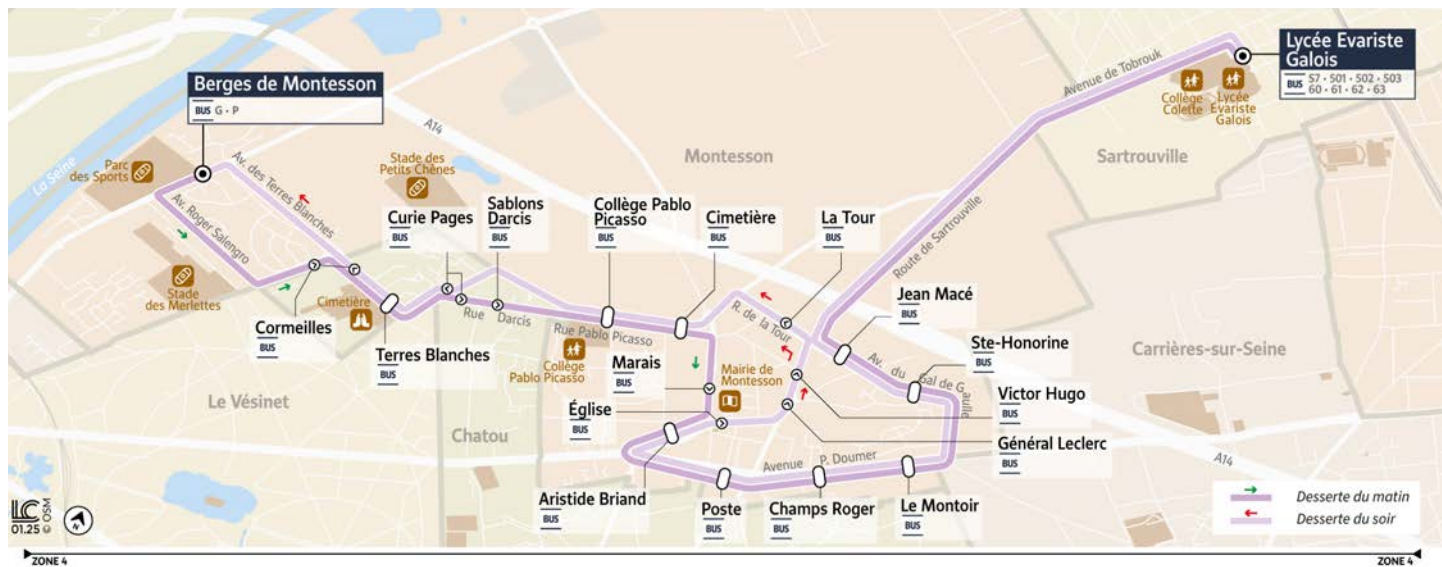 Berges de Montesson
BUS G • P
Lycée Evariste
Galois
BUS S7 • 501 • 502 • 503
60 • 61 • 62 • 63
Avenue de Tobrouk
Collège
Colette
Lycée
Evariste
Galois
La Seine
A14
Parc
des Sports
Av. des Terres Blanches
Stade des
Petits Chênes
Montesson
Sartrouville
Av. Roger Salengro
Stade
des Merlettes
Curie Pages
BUS
Sablons
Darcis
BUS
Collège Pablo
Picasso
BUS
Cimetière
BUS
La Tour
BUS
Route de Sartrouville
Cormeilles
BUS
Cimetière
Terres Blanches
BUS
Rue Darcis
Rue Pablo Picasso
Collège
Pablo Picasso
R. de la Tour
Jean Macé
BUS
Av. du Gal de Gaulle
Ste-Honorine
BUS
Carrières-sur-Seine
Marais
BUS
Mairie de
Montesson
Victor Hugo
BUS
Église
BUS
Général Leclerc
BUS
Le Vésinet
Chatou
Avenue P. Doumer
A14
Aristide Briand
BUS
Poste
BUS
Champs Roger
BUS
Le Montoir
BUS
Desserte du matin
Desserte du soir
LC
01.25 © OSM
N
ZONE 4
ZONE 4